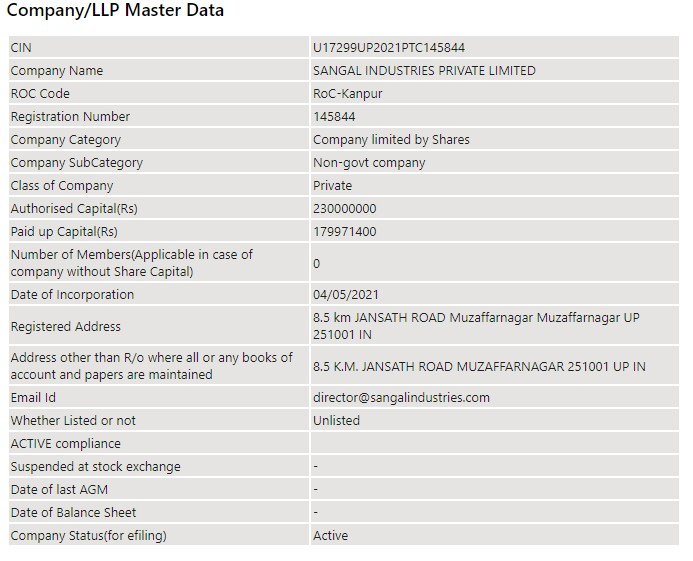 Company/LLP Master Data
CIN U17299UP2021PTC145844
Company Name SANGAL INDUSTRIES PRIVATE LIMITED
ROC Code RoC-Kanpur
Registration Number 145844
Company Category Company limited by Shares
Company SubCategory Non-govt company
Class of Company Private
Authorised Capital(Rs) 230000000
Paid up Capital(Rs) 179971400
Number of Members(Applicable in case of
company without Share Capital) 0
Date of Incorporation 04/05/2021
Registered Address 8.5 km JANSATH ROAD Muzaffarnagar Muzaffarnagar UP
251001 IN
Address other than R/o where all or any books of
account and papers are maintained 8.5 K.M. JANSATH ROAD MUZAFFARNAGAR 251001 UP IN
Email Id director@sangalindustries.com
Whether Listed or not Unlisted
ACTIVE compliance
Suspended at stock exchange -
Date of last AGM -
Date of Balance Sheet -
Company Status(for efiling) Active